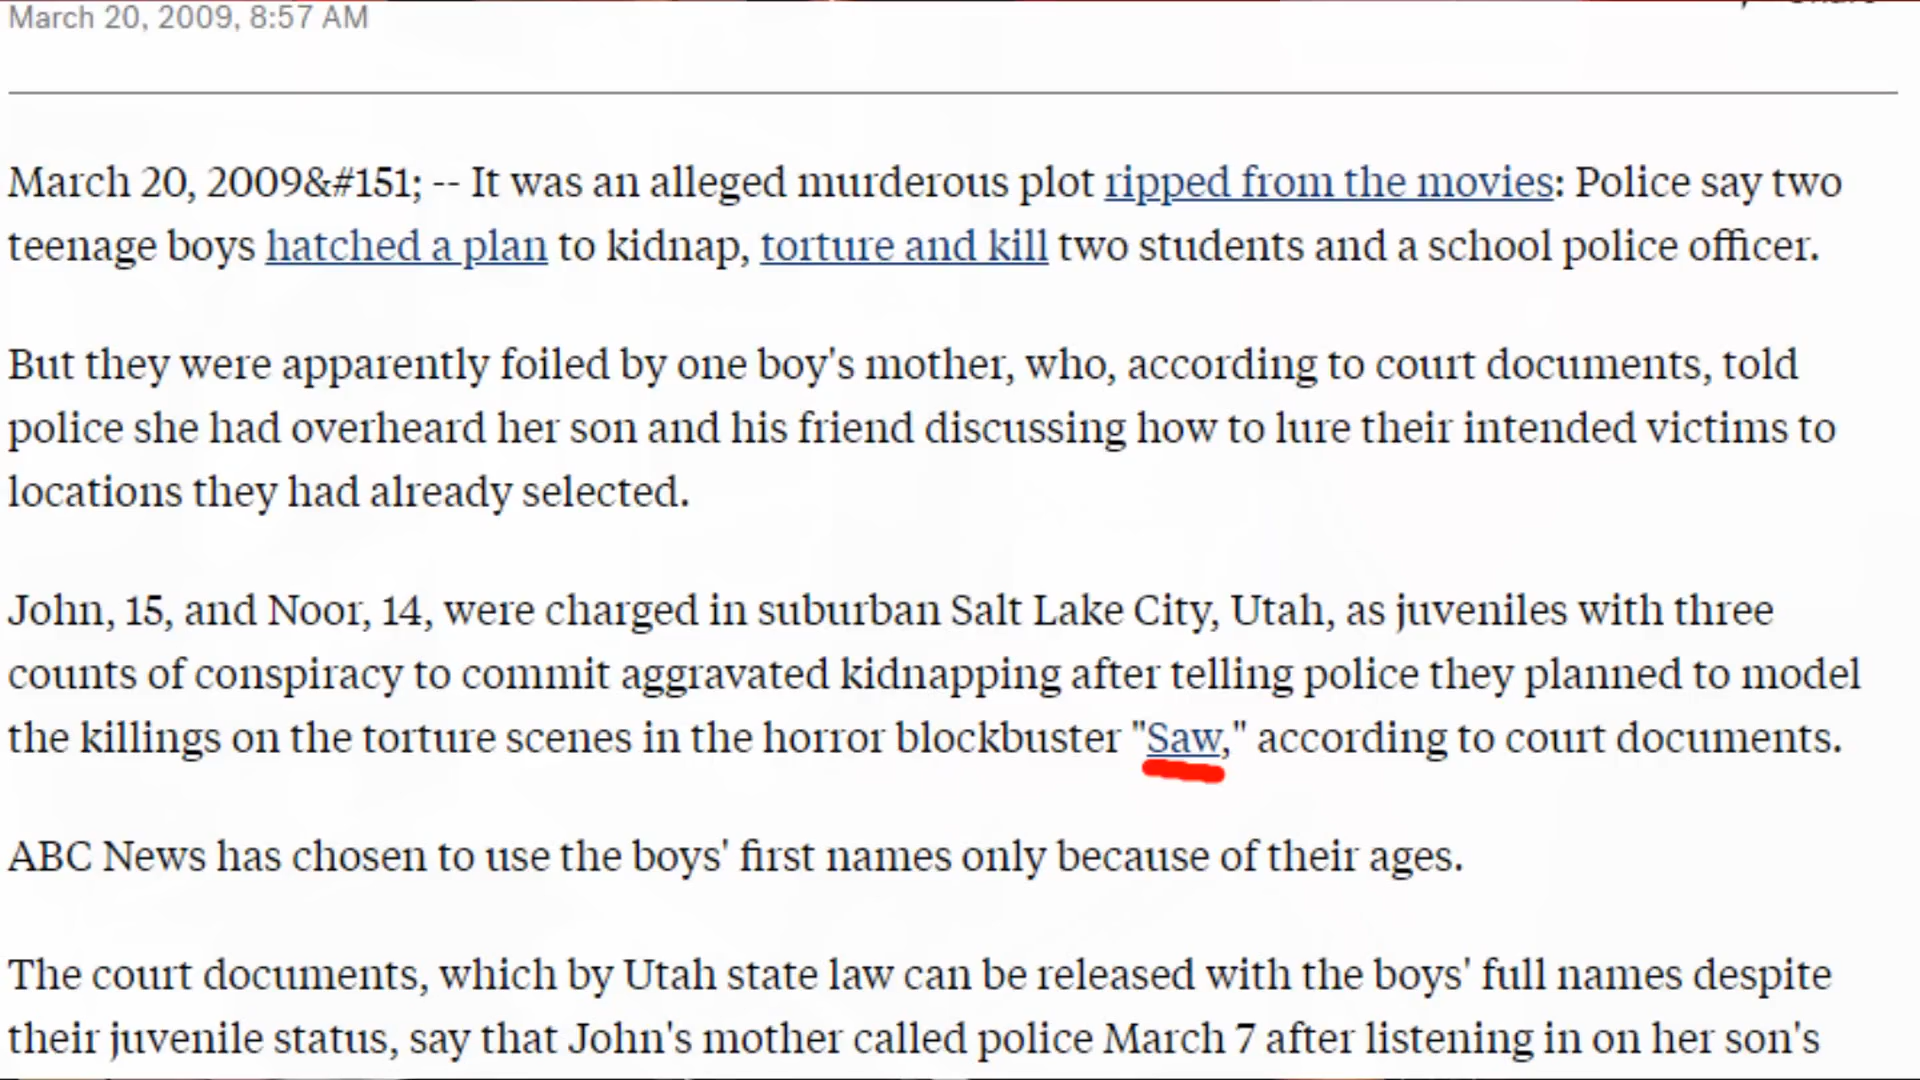 March 20, 2009, 8:57 AM
March 20, 2009&#151; -- It was an alleged murderous plot ripped from the movies: Police say two
teenage boys hatched a plan to kidnap, torture and kill two students and a school police officer.
But they were apparently foiled by one boy's mother, who, according to court documents, told
police she had overheard her son and his friend discussing how to lure their intended victims to
locations they had already selected.
John, 15, and Noor, 14, were charged in suburban Salt Lake City, Utah, as juveniles with three
counts of conspiracy to commit aggravated kidnapping after telling police they planned to model
the killings on the torture scenes in the horror blockbuster "Saw," according to court documents.
ABC News has chosen to use the boys' first names only because of their ages.
The court documents, which by Utah state law can be released with the boys' full names despite
their juvenile status, say that John's mother called police March 7 after listening in on her son's